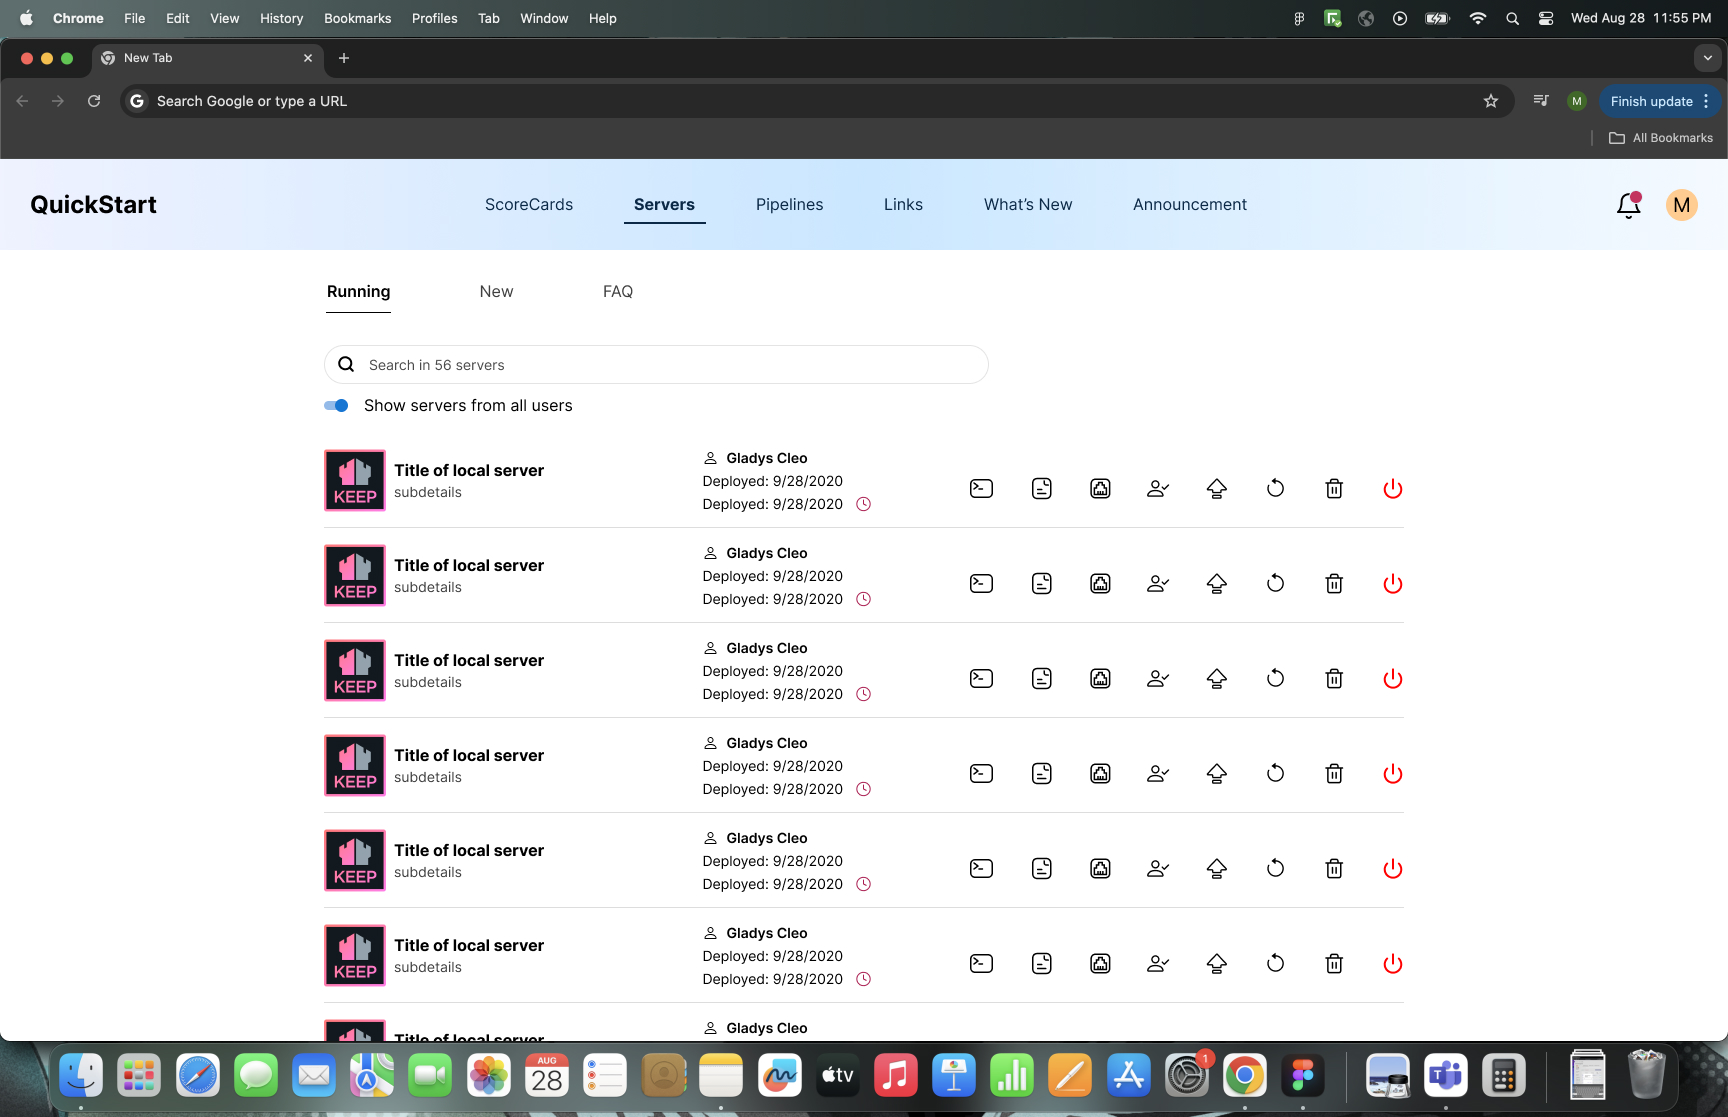 Chrome File Edit View History Bookmarks Profiles Tab Window Help Wed Aug 28 11:55 PM
New Tab
G Search Google or type a URL M Finish update
All Bookmarks
QuickStart ScoreCards Servers Pipelines Links What's New Announcement M
Running New FAQ
Search in 56 servers
Show servers from all users
KEEP
Title of local server
subdetails
Gladys Cleo
Deployed: 9/28/2020
Deployed: 9/28/2020
KEEP
Title of local server
subdetails
Gladys Cleo
Deployed: 9/28/2020
Deployed: 9/28/2020
KEEP
Title of local server
subdetails
Gladys Cleo
Deployed: 9/28/2020
Deployed: 9/28/2020
KEEP
Title of local server
subdetails
Gladys Cleo
Deployed: 9/28/2020
Deployed: 9/28/2020
KEEP
Title of local server
subdetails
Gladys Cleo
Deployed: 9/28/2020
Deployed: 9/28/2020
KEEP
Title of local server
subdetails
Gladys Cleo
Deployed: 9/28/2020
Deployed: 9/28/2020
Title of local server
Gladys Cleo
AUG
28
tv
1